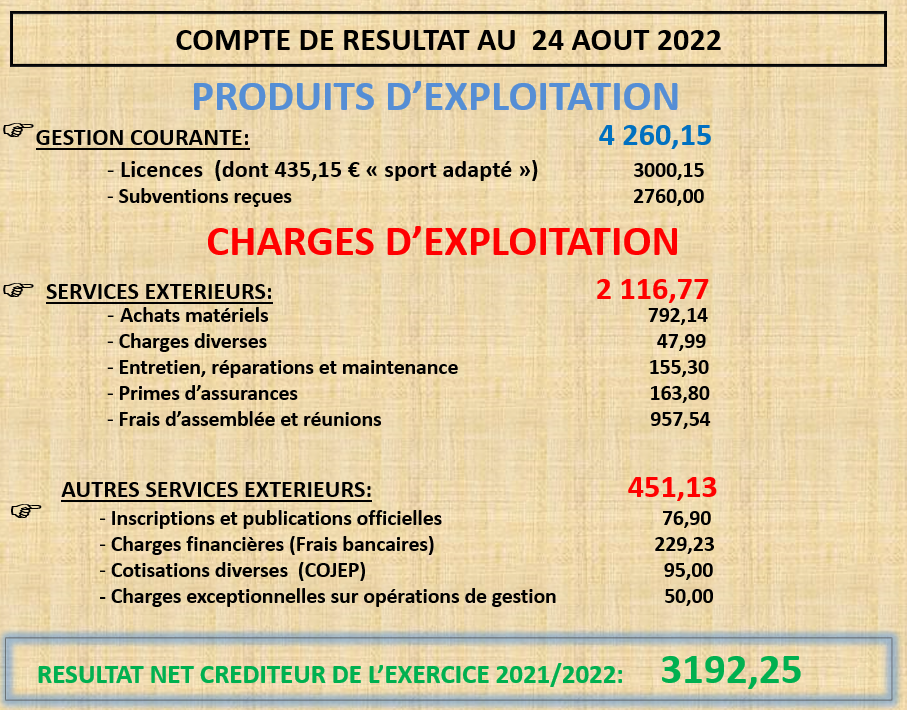 COMPTE DE RESULTAT AU 24 AOUT 2022
PRODUITS D’EXPLOITATION
GESTION COURANTE: 4 260,15
- Licences (dont 435,15 € « sport adapté ») 3000,15
- Subventions reçues 2760,00
CHARGES D’EXPLOITATION
SERVICES EXTERIEURS: 2 116,77
- Achats matériels 792,14
- Charges diverses 47,99
- Entretien, réparations et maintenance 155,30
- Primes d’assurances 163,80
- Frais d’assemblée et réunions 957,54
AUTRES SERVICES EXTERIEURS: 451,13
- Inscriptions et publications officielles 76,90
- Charges financières (Frais bancaires) 229,23
- Cotisations diverses (COJEP) 95,00
- Charges exceptionnelles sur opérations de gestion 50,00
RESULTAT NET CREDITEUR DE L’EXERCICE 2021/2022: 3192,25